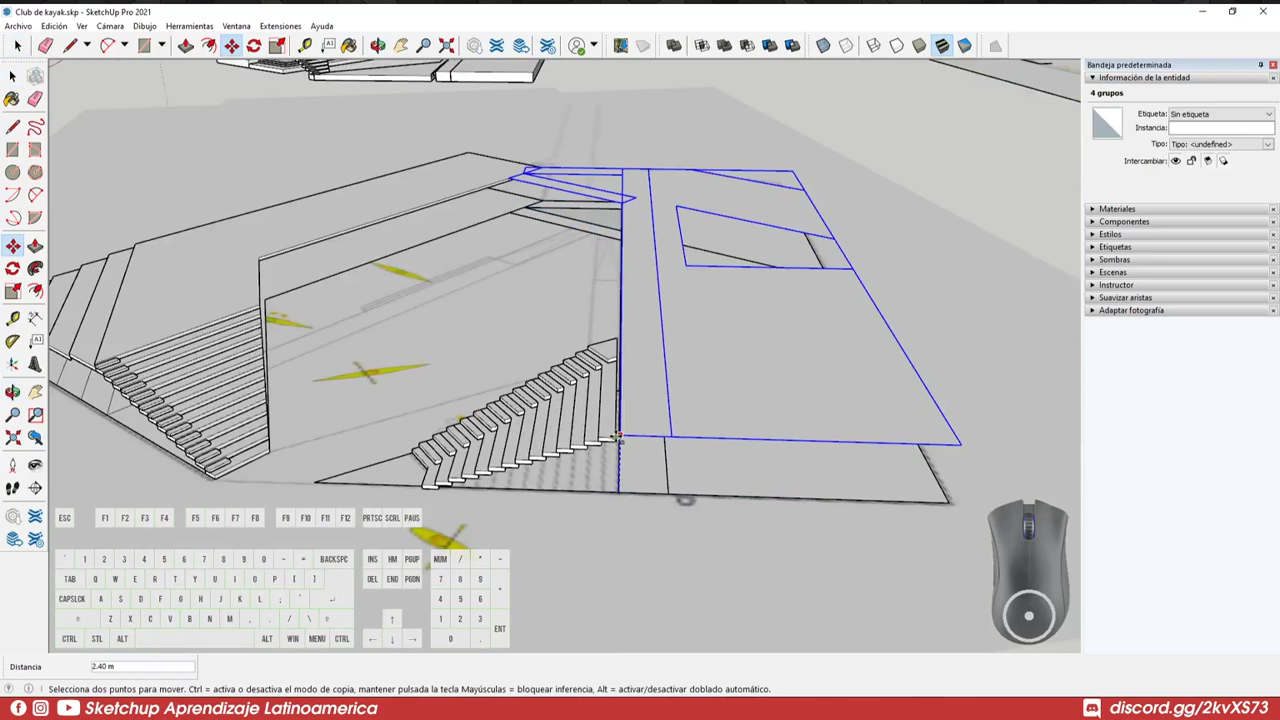 Club de kayak.skp - SketchUp Pro 2021
Archivo Edición Ver Cámara Dibujo Herramientas Ventana Extensiones Ayuda
Bandeja predeterminada
Información de la entidad
4 grupos
Etiqueta: Sin etiqueta
Instancia:
Tipo: Tipo: <undefined>
Intercambiar:
Materiales
Componentes
Estilos
Etiquetas
Sombras
Escenas
Instructor
Suavizar aristas
Adaptar fotografía
ESC F1 F2 F3 F4 F5 F6 F7 F8 F9 F10 F11 F12 PRTSC SCRL PAUS
` 1 2 3 4 5 6 7 8 9 0 - = BACKSPC INS HM PGUP NUM / * -
TAB Q W E R T Y U I O P [ ] DEL END PGDN 7 8 9 +
CAPSLCK A S D F G H J K L ; ' 4 5 6
Z X C V B N M , . / 1 2 3 ENT
CTRL STL ALT ALT WIN MENU CTRL 0 .
Distancia 2.40 m
Selecciona dos puntos para mover. Ctrl = activa o desactiva el modo de copia, mantener pulsada la tecla Mayúsculas = bloquear inferencia, Alt = activar/desactivar doblado automático.
Sketchup Aprendizaje Latinoamerica discord.gg/2kvXS73